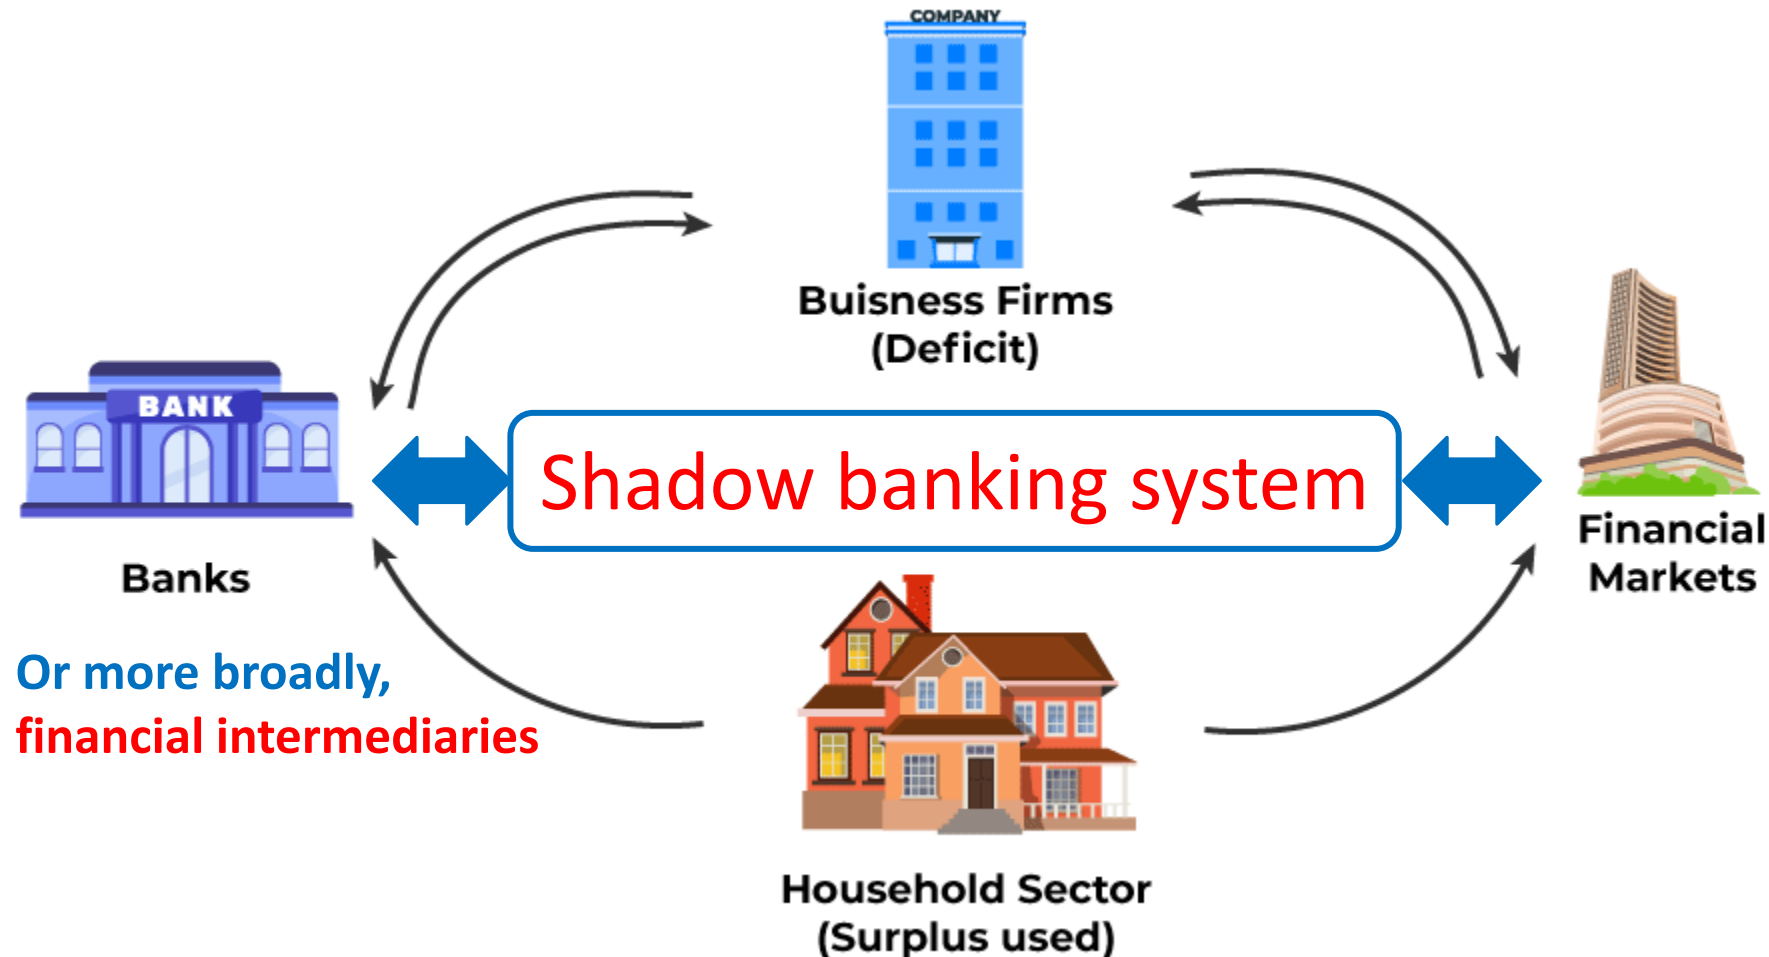 COMPANY
Buisness Firms
(Deficit)
BANK
Shadow banking system
Banks
Financial
Markets
Or more broadly,
financial intermediaries
Household Sector
(Surplus used)